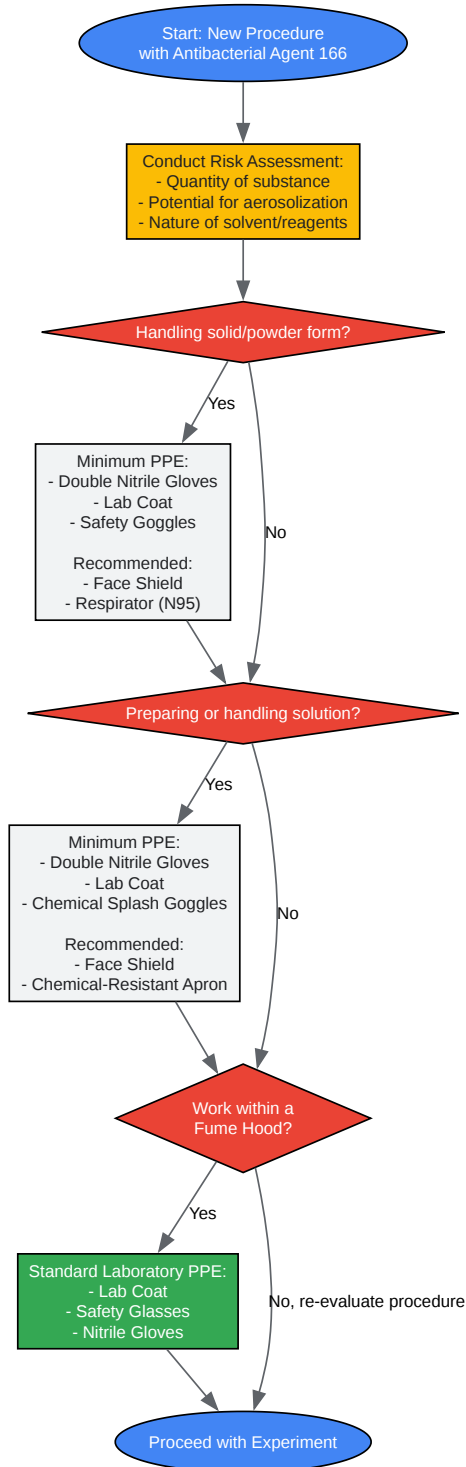 Start: New Procedure
with Antibacterial Agent 166
Conduct Risk Assessment:
- Quantity of substance
- Potential for aerosolization
- Nature of solvent/reagents
Handling solid/powder form?
Yes
Minimum PPE:
- Double Nitrile Gloves
- Lab Coat
- Safety Goggles
Recommended:
- Face Shield
- Respirator (N95)
No
Preparing or handling solution?
Yes
Minimum PPE:
- Double Nitrile Gloves
- Lab Coat
- Chemical Splash Goggles
Recommended:
- Face Shield
- Chemical-Resistant Apron
No
Work within a
Fume Hood?
Yes
Standard Laboratory PPE:
- Lab Coat
- Safety Glasses
- Nitrile Gloves
No, re-evaluate procedure
Proceed with Experiment